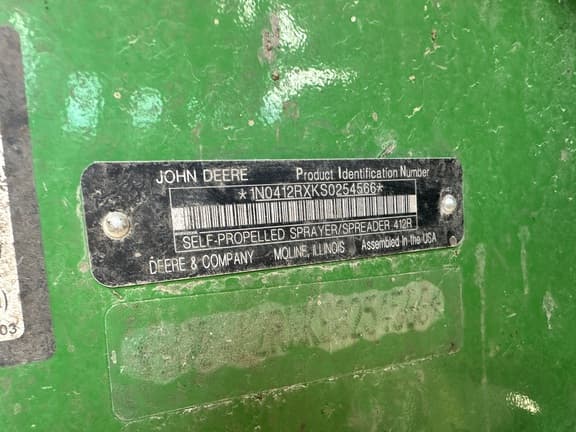 JOHN DEERE Product Identification Number
*1N0412RXKS0254566*
SELF-PROPELLED SPRAYER/SPREADER 412R
DEERE & COMPANY MOLINE, ILLINOIS Assembled in the USA
03